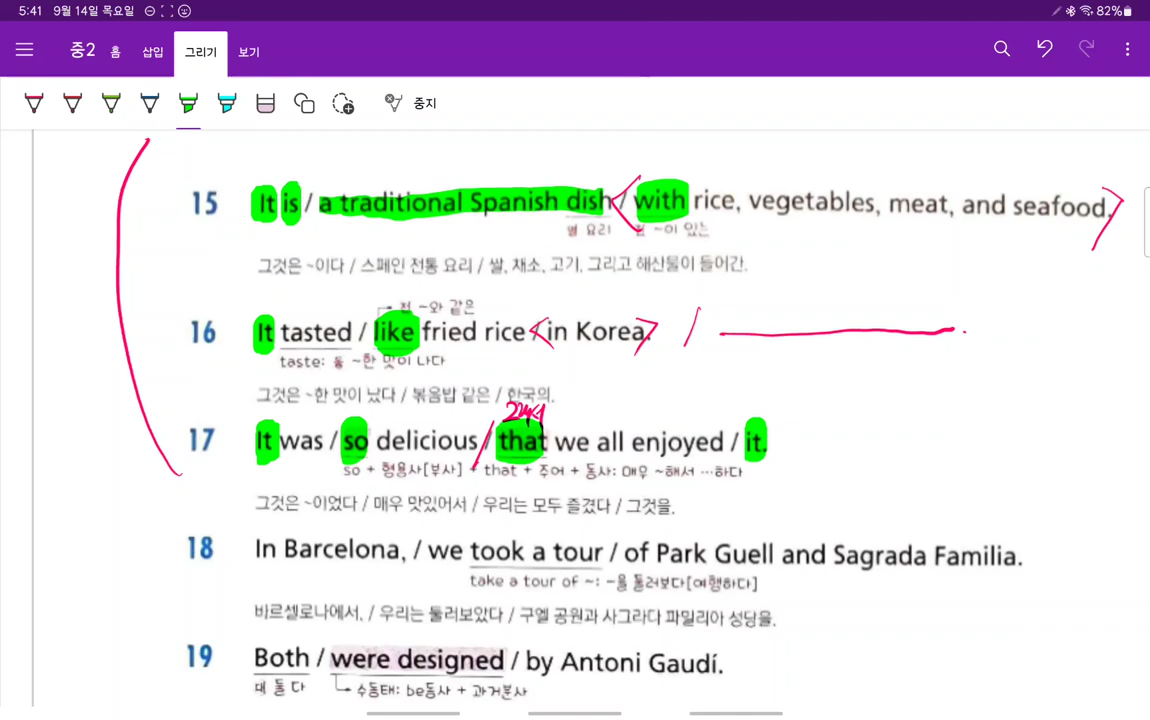 5:41 9월 14일 목요일 82%
중2 홈 삽입 그리기 보기
중지
15 It is / a traditional Spanish dish / with rice, vegetables, meat, and seafood.
명 요리 전 ~이 있는
그것은 ~이다 / 스페인 전통 요리 / 쌀, 채소, 고기, 그리고 해산물이 들어간.
전 ~와 같은
16 It tasted / like fried rice / in Korea.
taste: 동 ~한 맛이 나다
그것은 ~한 맛이 났다 / 볶음밥 같은 / 한국의.
17 It was / so delicious / that we all enjoyed / it.
so + 형용사[부사] + that + 주어 + 동사: 매우 ~해서 …하다
그것은 ~이었다 / 매우 맛있어서 / 우리는 모두 즐겼다 / 그것을.
18 In Barcelona, / we took a tour / of Park Guell and Sagrada Familia.
take a tour of ~: ~을 둘러보다[여행하다]
바르셀로나에서, / 우리는 둘러보았다 / 구엘 공원과 사그라다 파밀리아 성당을.
19 Both / were designed / by Antoni Gaudí.
대 둘 다 수동태: be동사 + 과거분사